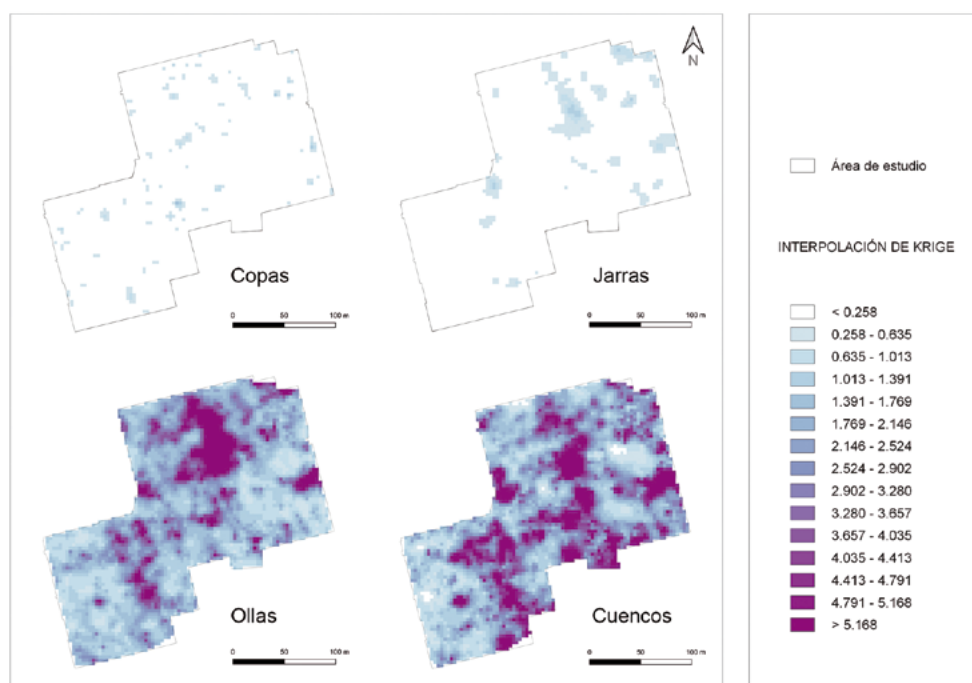 N
Copas
0 50 100 m
Jarras
0 50 100 m
Ollas
0 50 100 m
Cuencos
0 50 100 m
Área de estudio
INTERPOLACIÓN DE KRIGE
< 0.258
0.258 - 0.635
0.635 - 1.013
1.013 - 1.391
1.391 - 1.769
1.769 - 2.146
2.146 - 2.524
2.524 - 2.902
2.902 - 3.280
3.280 - 3.657
3.657 - 4.035
4.035 - 4.413
4.413 - 4.791
4.791 - 5.168
> 5.168